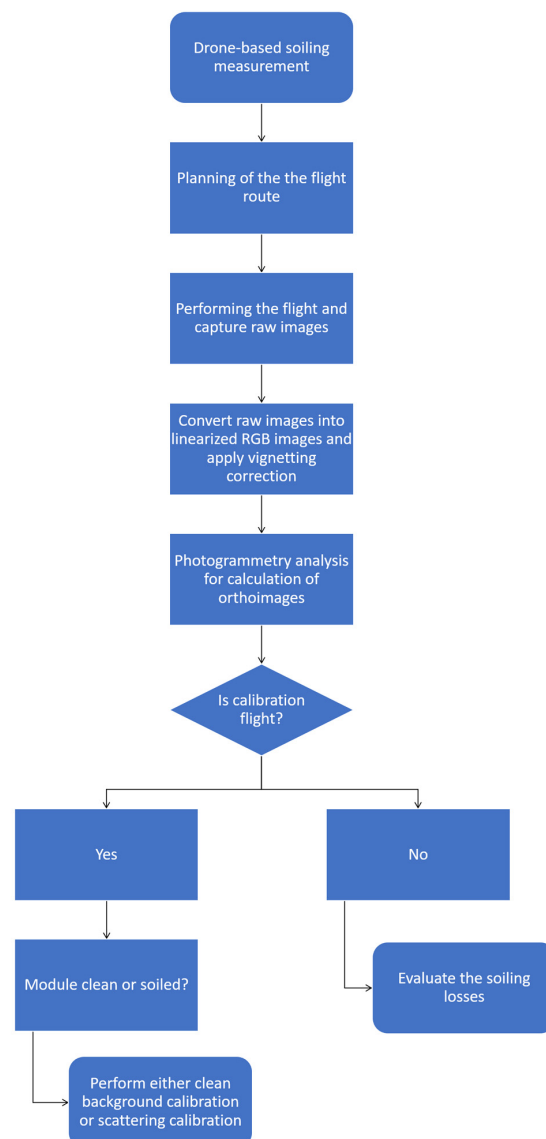 Drone-based soiling
measurement
Planning of the the flight
route
Performing the flight and
capture raw images
Convert raw images into
linearized RGB images and
apply vignetting
correction
Photogrammetry analysis
for calculation of
orthoimages
Is calibration
flight?
Yes
No
Module clean or soiled?
Evaluate the soiling
losses
Perform either clean
background calibration
or scattering calibration